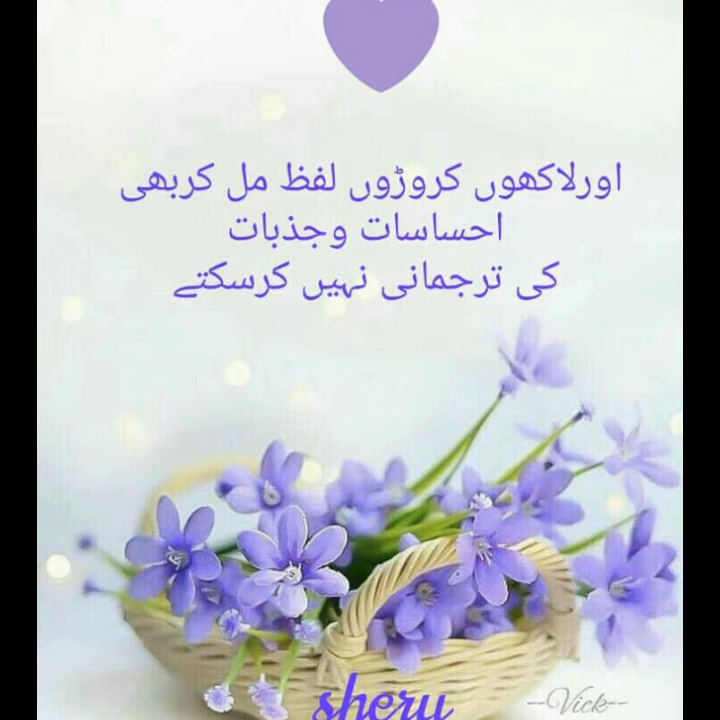 اورلاکھوں کروڑوں لفظ مل کربھی
احساسات وجذبات
کی ترجمانی نہیں کرسکتے
sheru
--Vick--